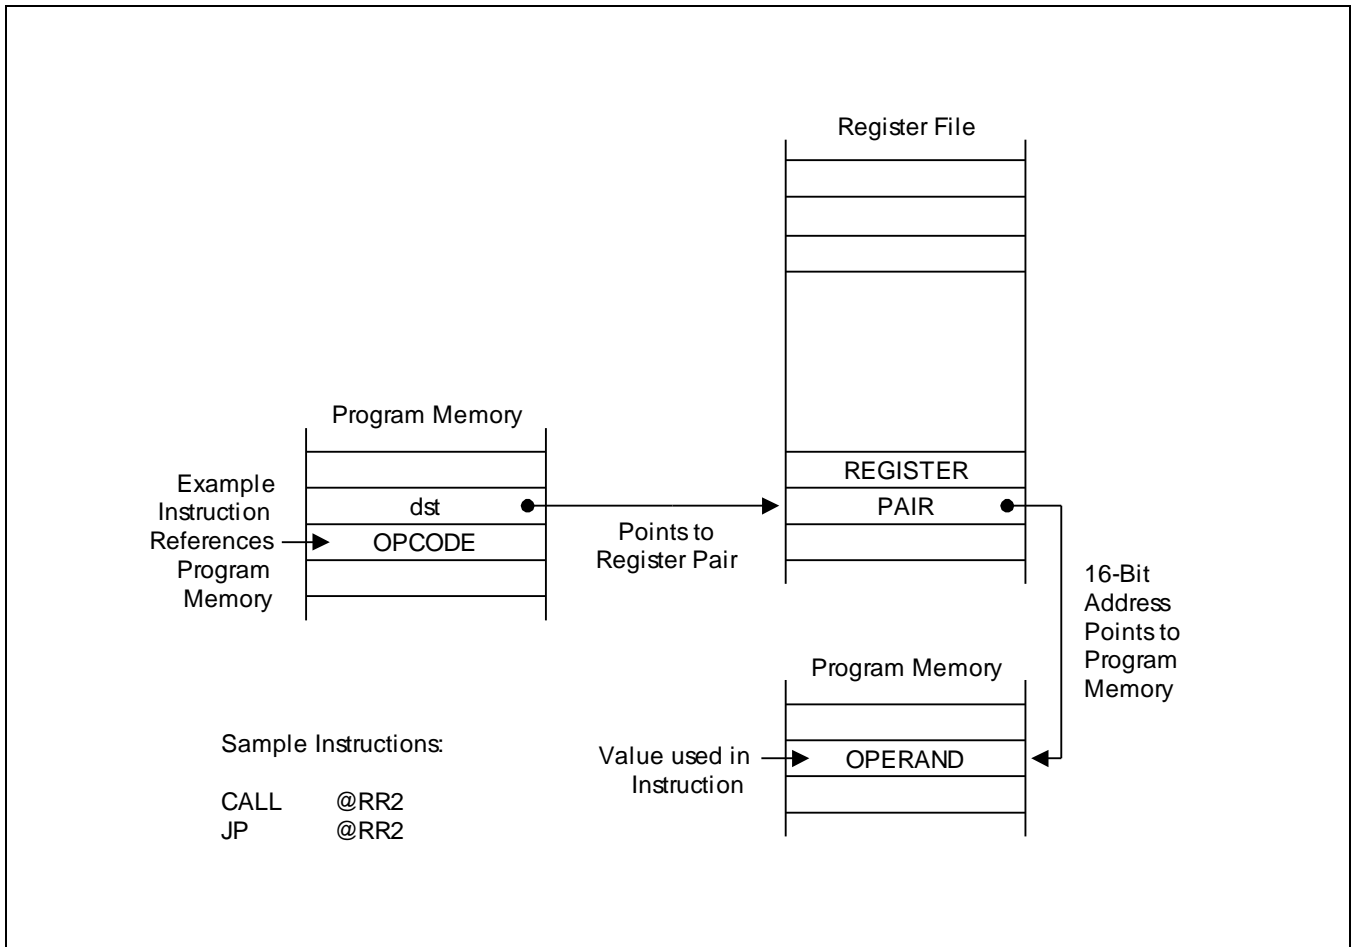 Register File
Program Memory
REGISTER
Example
Instruction
References
Program
Memory
dst
PAIR
OPCODE
Points to
Register Pair
16-Bit
Address
Points to
Program
Memory
Program Memory
Sample Instructions:
Value used in
Instruction
OPERAND
CALL @RR2
JP @RR2